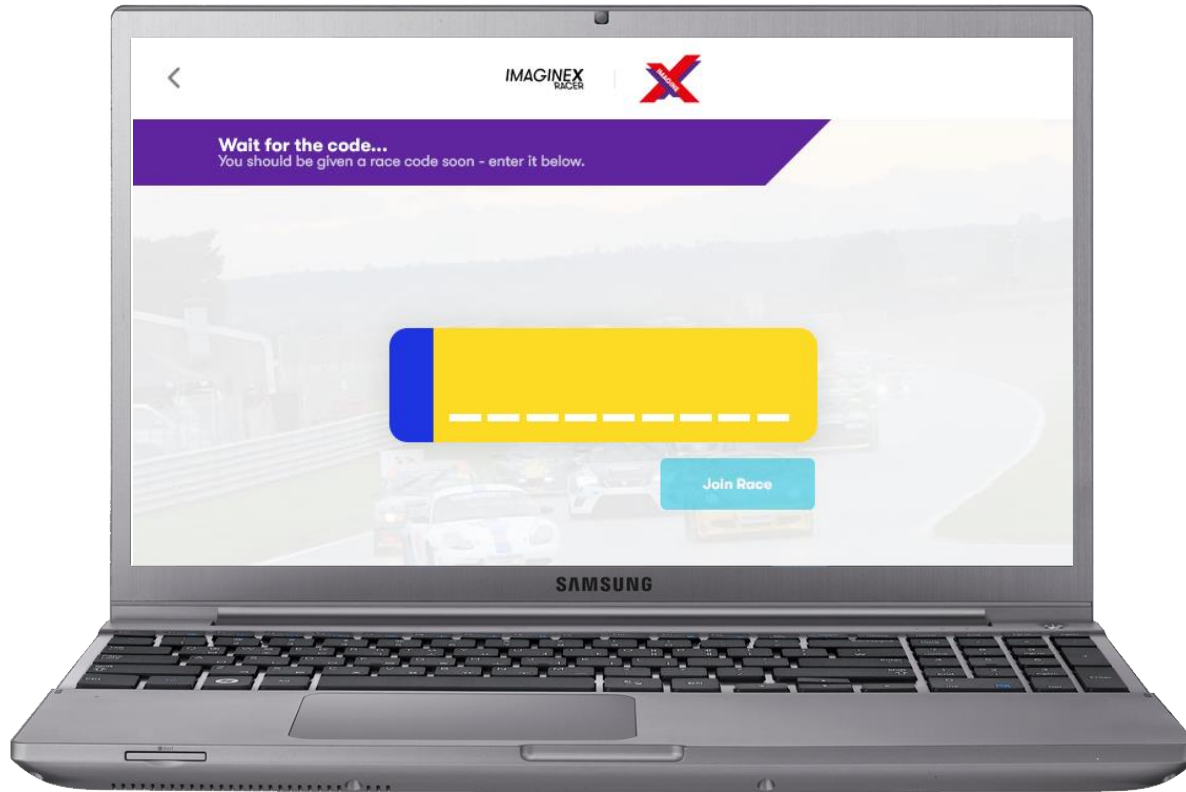 IMAGINEX
RACER
IMAGINE
Wait for the code...
You should be given a race code soon - enter it below.
Join Race
SAMSUNG